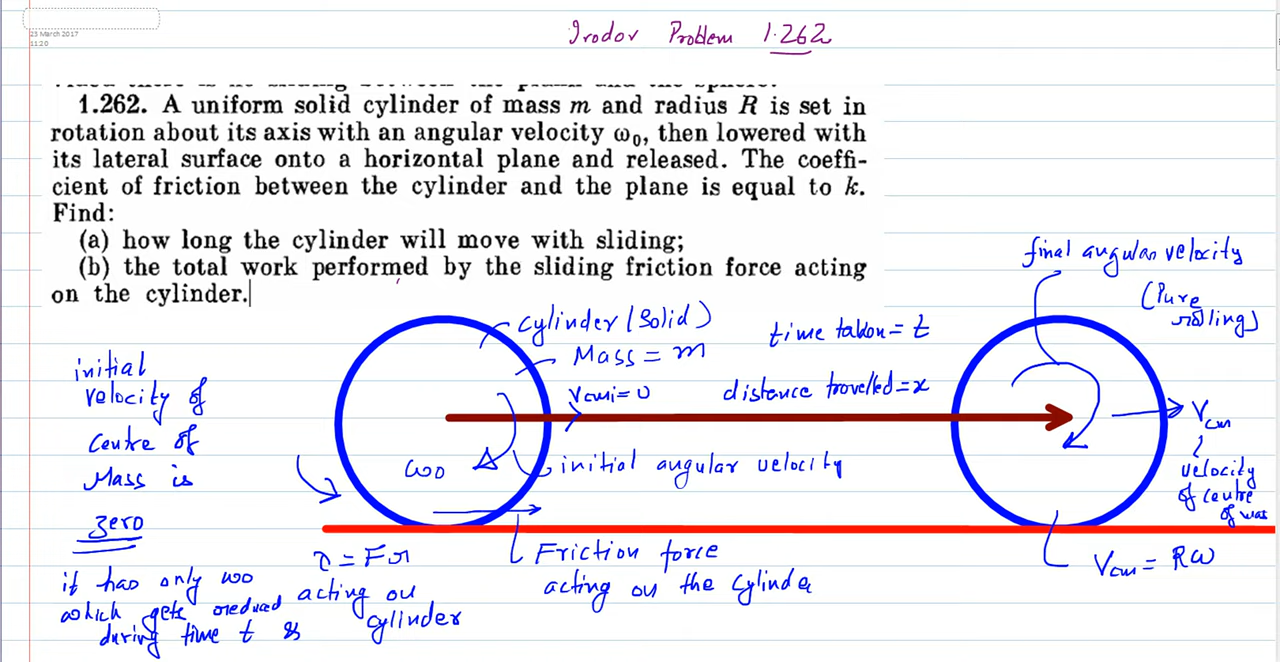 23 March 2017
11:20
Irodov Problem 1.262
1.262. A uniform solid cylinder of mass m and radius R is set in
rotation about its axis with an angular velocity ω₀, then lowered with
its lateral surface onto a horizontal plane and released. The coeffi-
cient of friction between the cylinder and the plane is equal to k.
Find:
(a) how long the cylinder will move with sliding;
(b) the total work performed by the sliding friction force acting
on the cylinder.
final angular velocity
(Pure
rolling)
cylinder (Solid)
Mass = m
Vcmi = 0
time taken = t
distance travelled = x
initial
velocity of
centre of
Mass is
zero
ω0
initial angular velocity
Vcm
velocity
of centre
of mas
τ = Fr
acting on
cylinder
Friction force
acting on the cylinder
Vcm = Rω
it has only ω0
which gets reduced
during time t